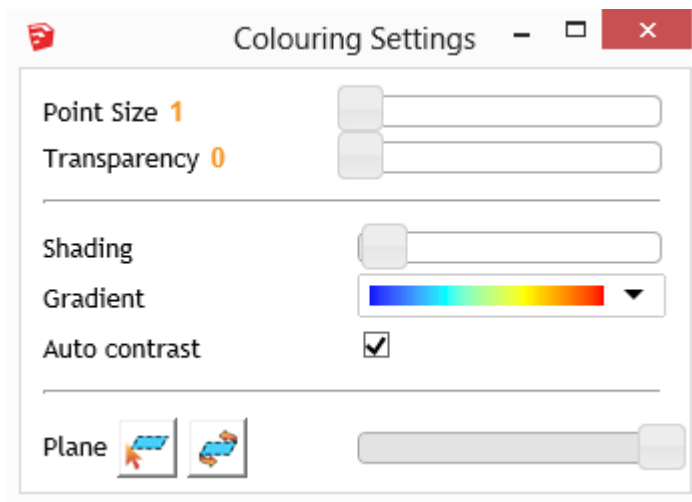 Colouring Settings
Point Size 1
Transparency 0
Shading
Gradient
Auto contrast
Plane